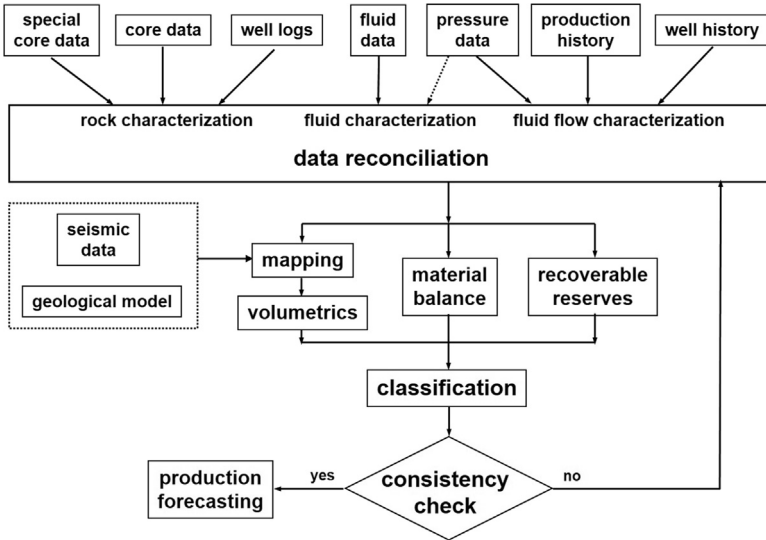 special
core data
core data
well logs
fluid
data
pressure
data
production
history
well history
rock characterization
fluid characterization
fluid flow characterization
data reconciliation
seismic
data
geological model
mapping
volumetrics
material
balance
recoverable
reserves
classification
consistency
check
yes
no
production
forecasting